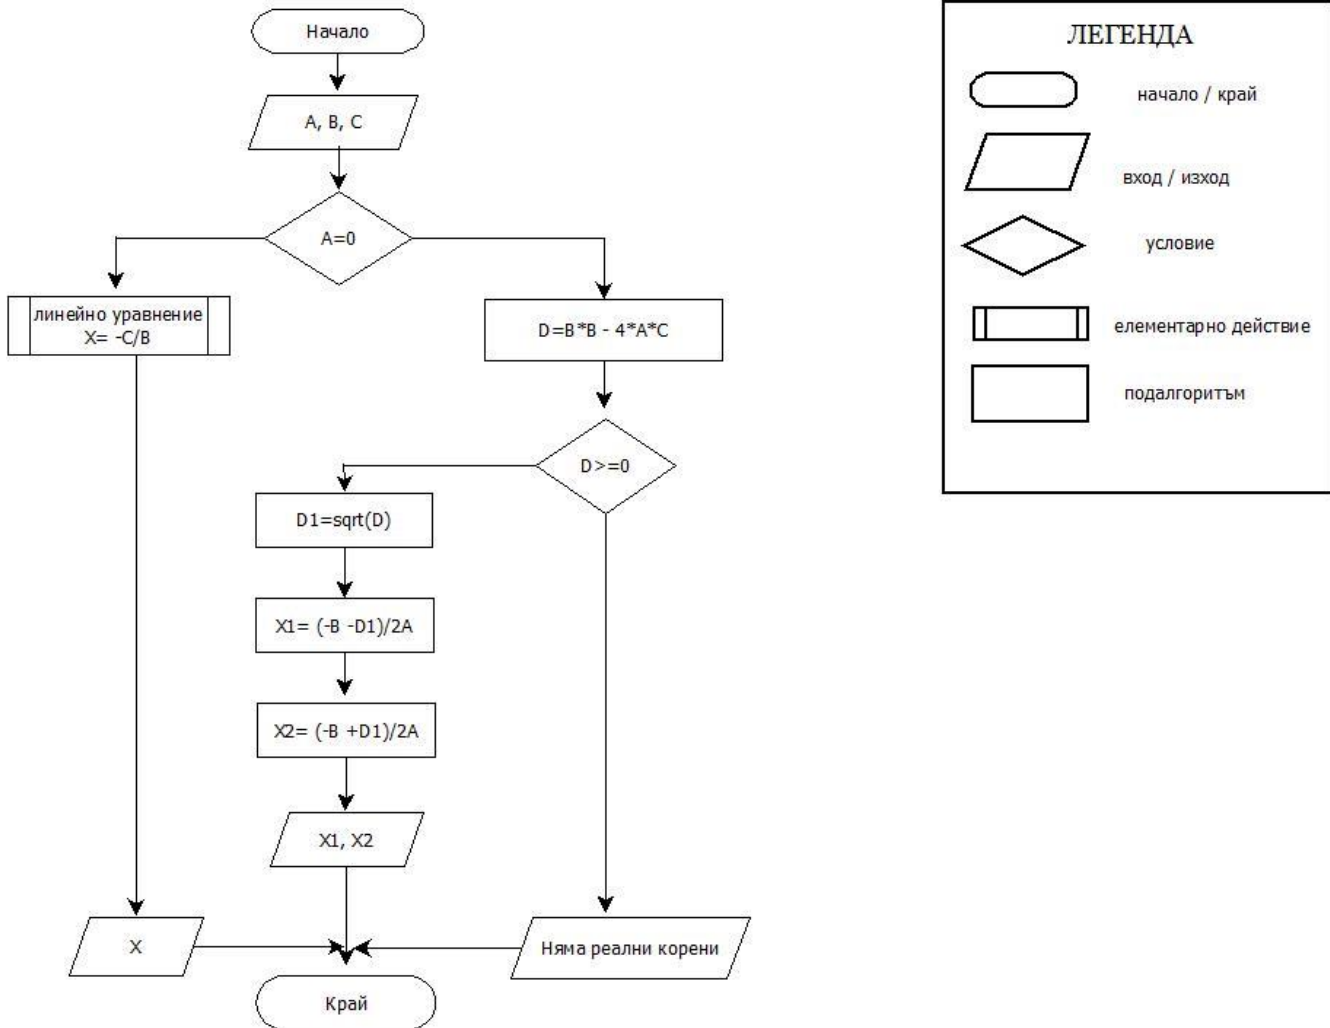 Начало
A, B, C
A=0
линейно уравнение
X= -C/B
D=B*B - 4*A*C
D>=0
D1=sqrt(D)
X1= (-B -D1)/2A
X2= (-B +D1)/2A
X1, X2
X
Няма реални корени
Край
ЛЕГЕНДА
начало / край
вход / изход
условие
елементарно действие
подалгоритъм